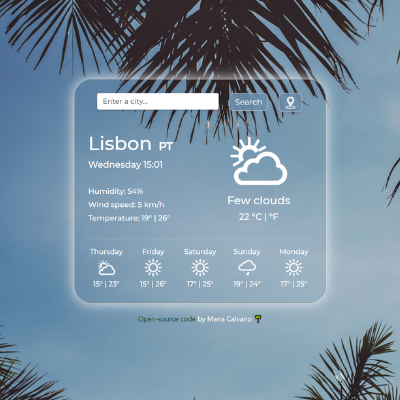 Enter a city...
Search
Lisbon PT
Wednesday 15:01
Humidity: 54%
Wind speed: 5 km/h
Temperature: 19° | 26°
Few clouds
22 °C | °F
Thursday Friday Saturday Sunday Monday
15° | 23° 15° | 26° 17° | 25° 19° | 24° 17° | 25°
Open-source code by Maria Calvario